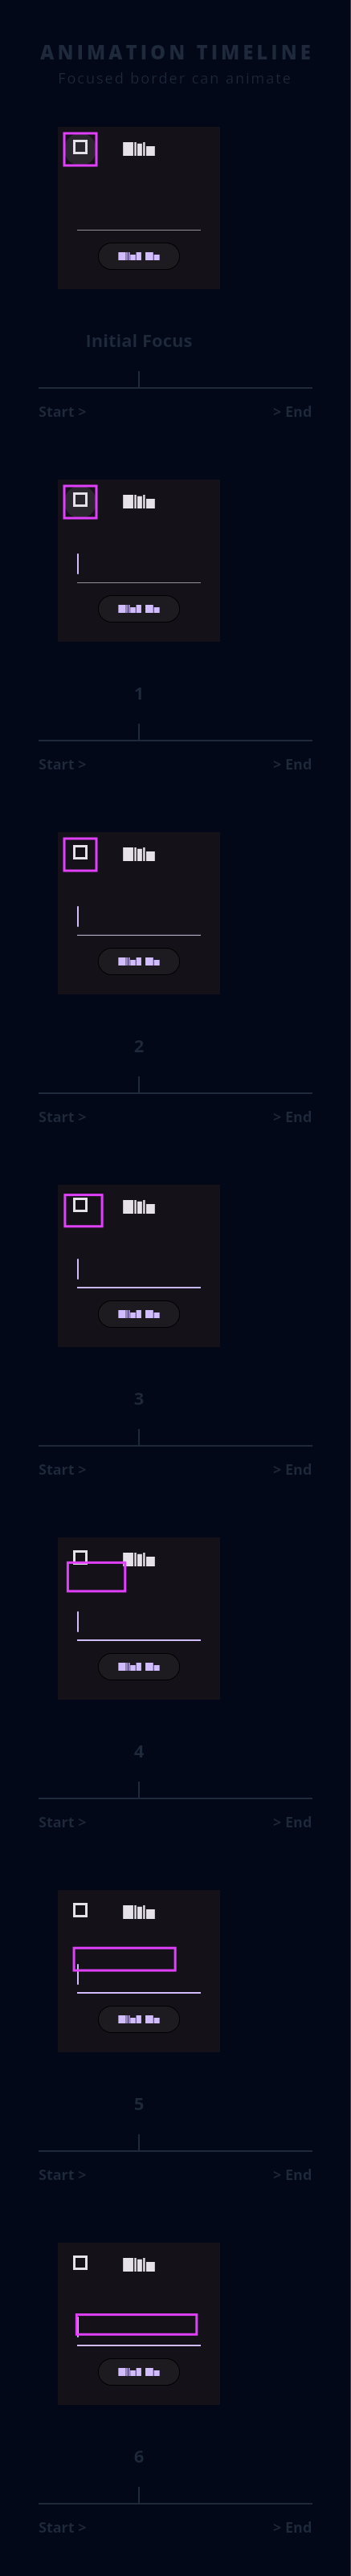 ANIMATION TIMELINE
Focused border can animate
Initial Focus
Start > > End
1
Start > > End
2
Start > > End
3
Start > > End
4
Start > > End
5
Start > > End
6
Start > > End